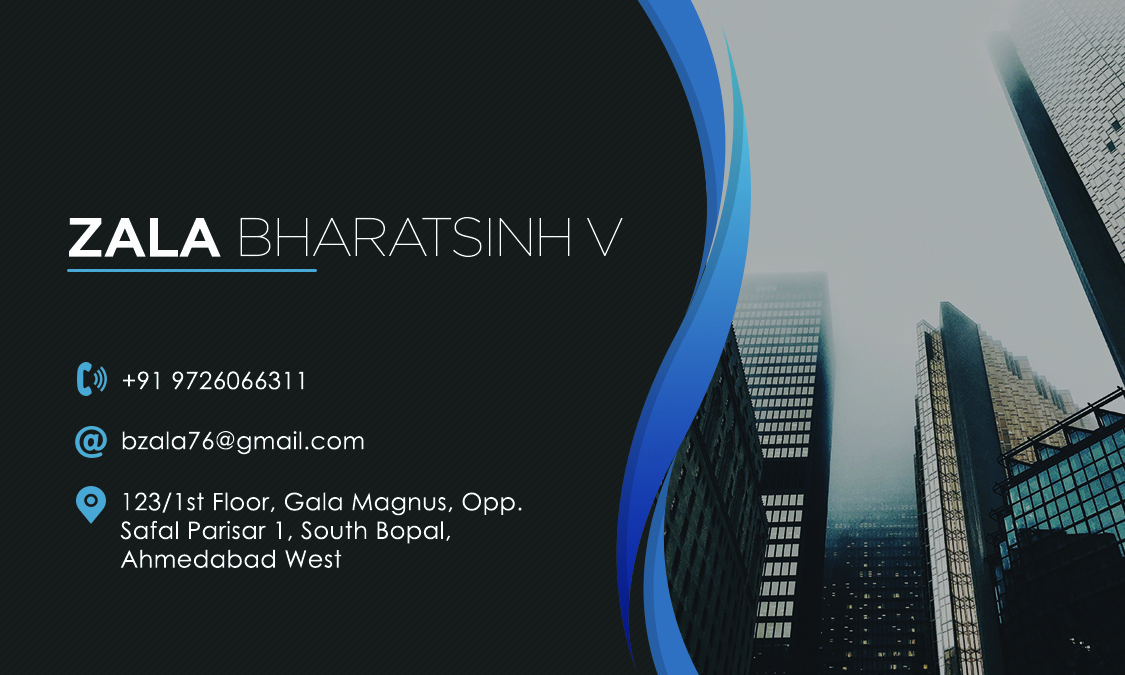 ZALA BHARATSINH V
+91 9726066311
bzala76@gmail.com
123/1st Floor, Gala Magnus, Opp.
Safal Parisar 1, South Bopal,
Ahmedabad West